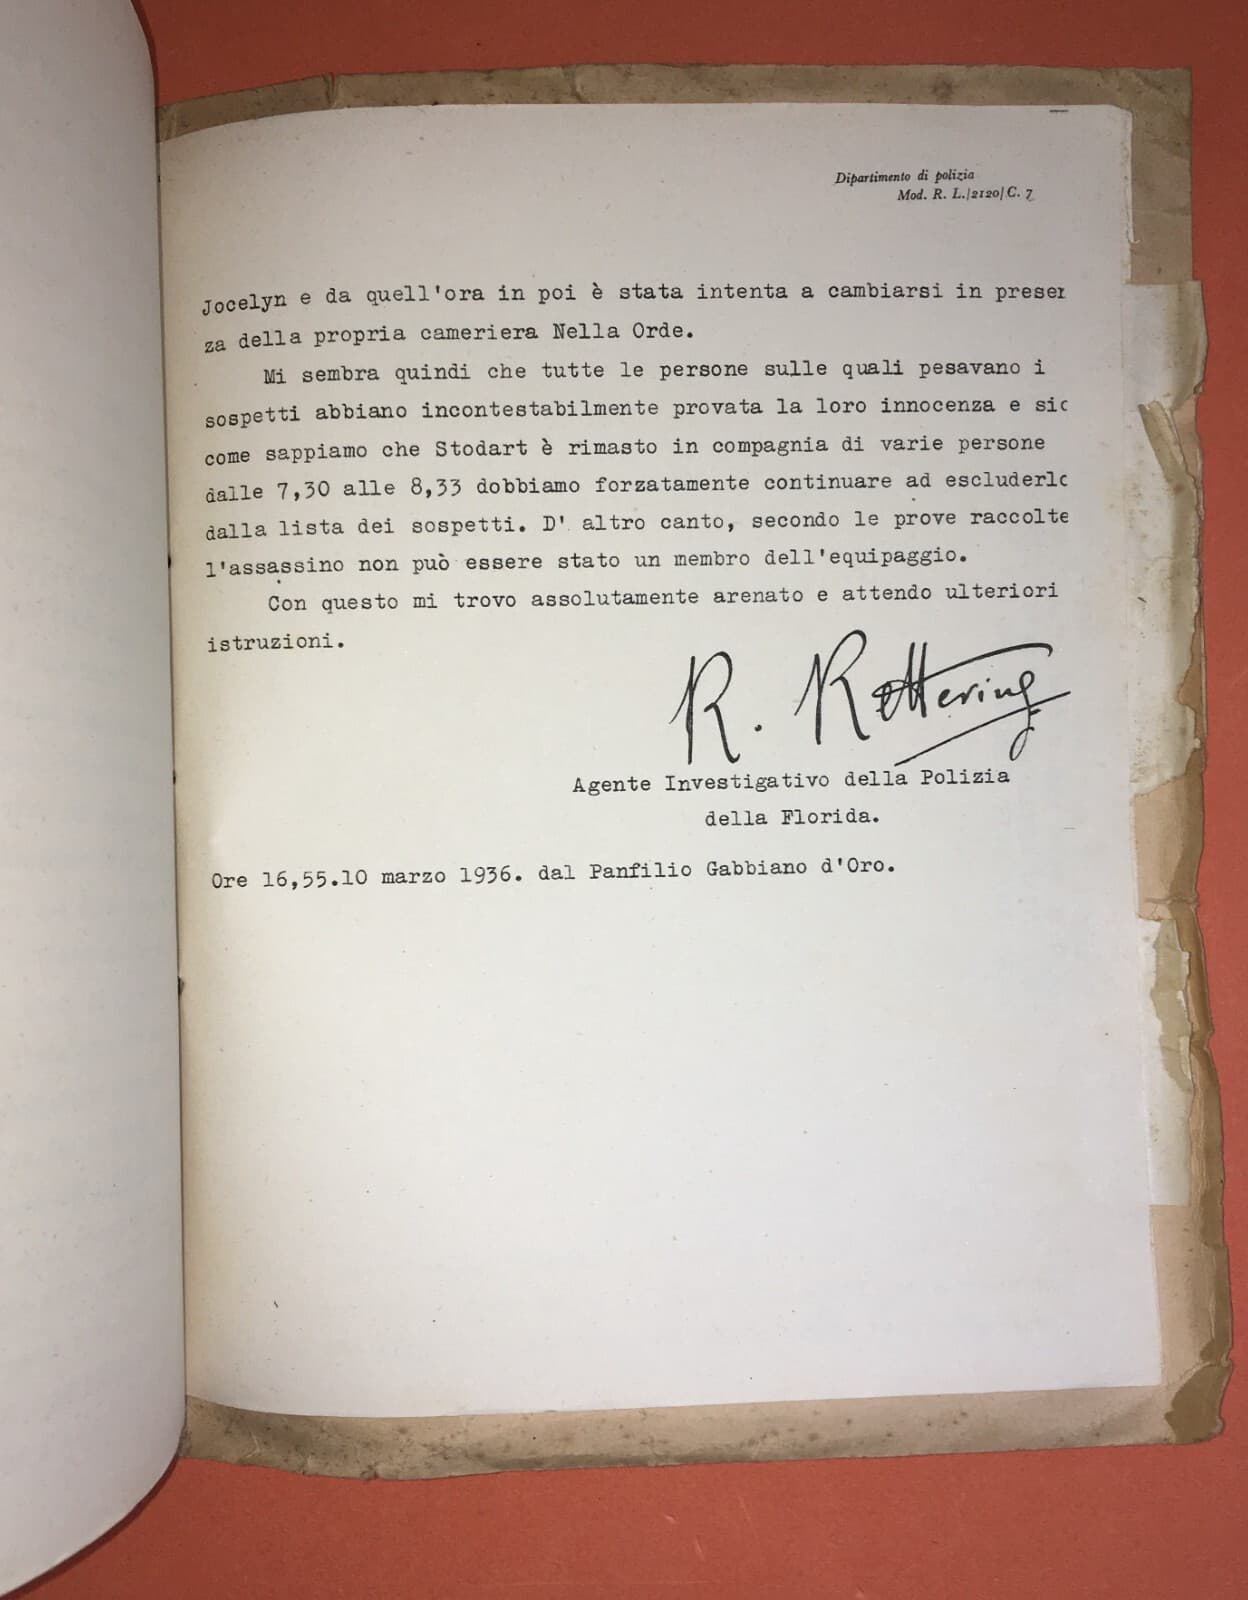 Dipartimento di polizia
Mod. R. L./2120/C. 7
Jocelyn e da quell'ora in poi è stata intenta a cambiarsi in presen
za della propria cameriera Nella Orde.
Mi sembra quindi che tutte le persone sulle quali pesavano i
sospetti abbiano incontestabilmente provata la loro innocenza e sic
come sappiamo che Stodart è rimasto in compagnia di varie persone
dalle 7,30 alle 8,33 dobbiamo forzatamente continuare ad escluderlo
dalla lista dei sospetti. D' altro canto, secondo le prove raccolte
l'assassino non può essere stato un membro dell'equipaggio.
Con questo mi trovo assolutamente arenato e attendo ulteriori
istruzioni.
R. Kettering
Agente Investigativo della Polizia
della Florida.
Ore 16,55.10 marzo 1936. dal Panfilio Gabbiano d'Oro.